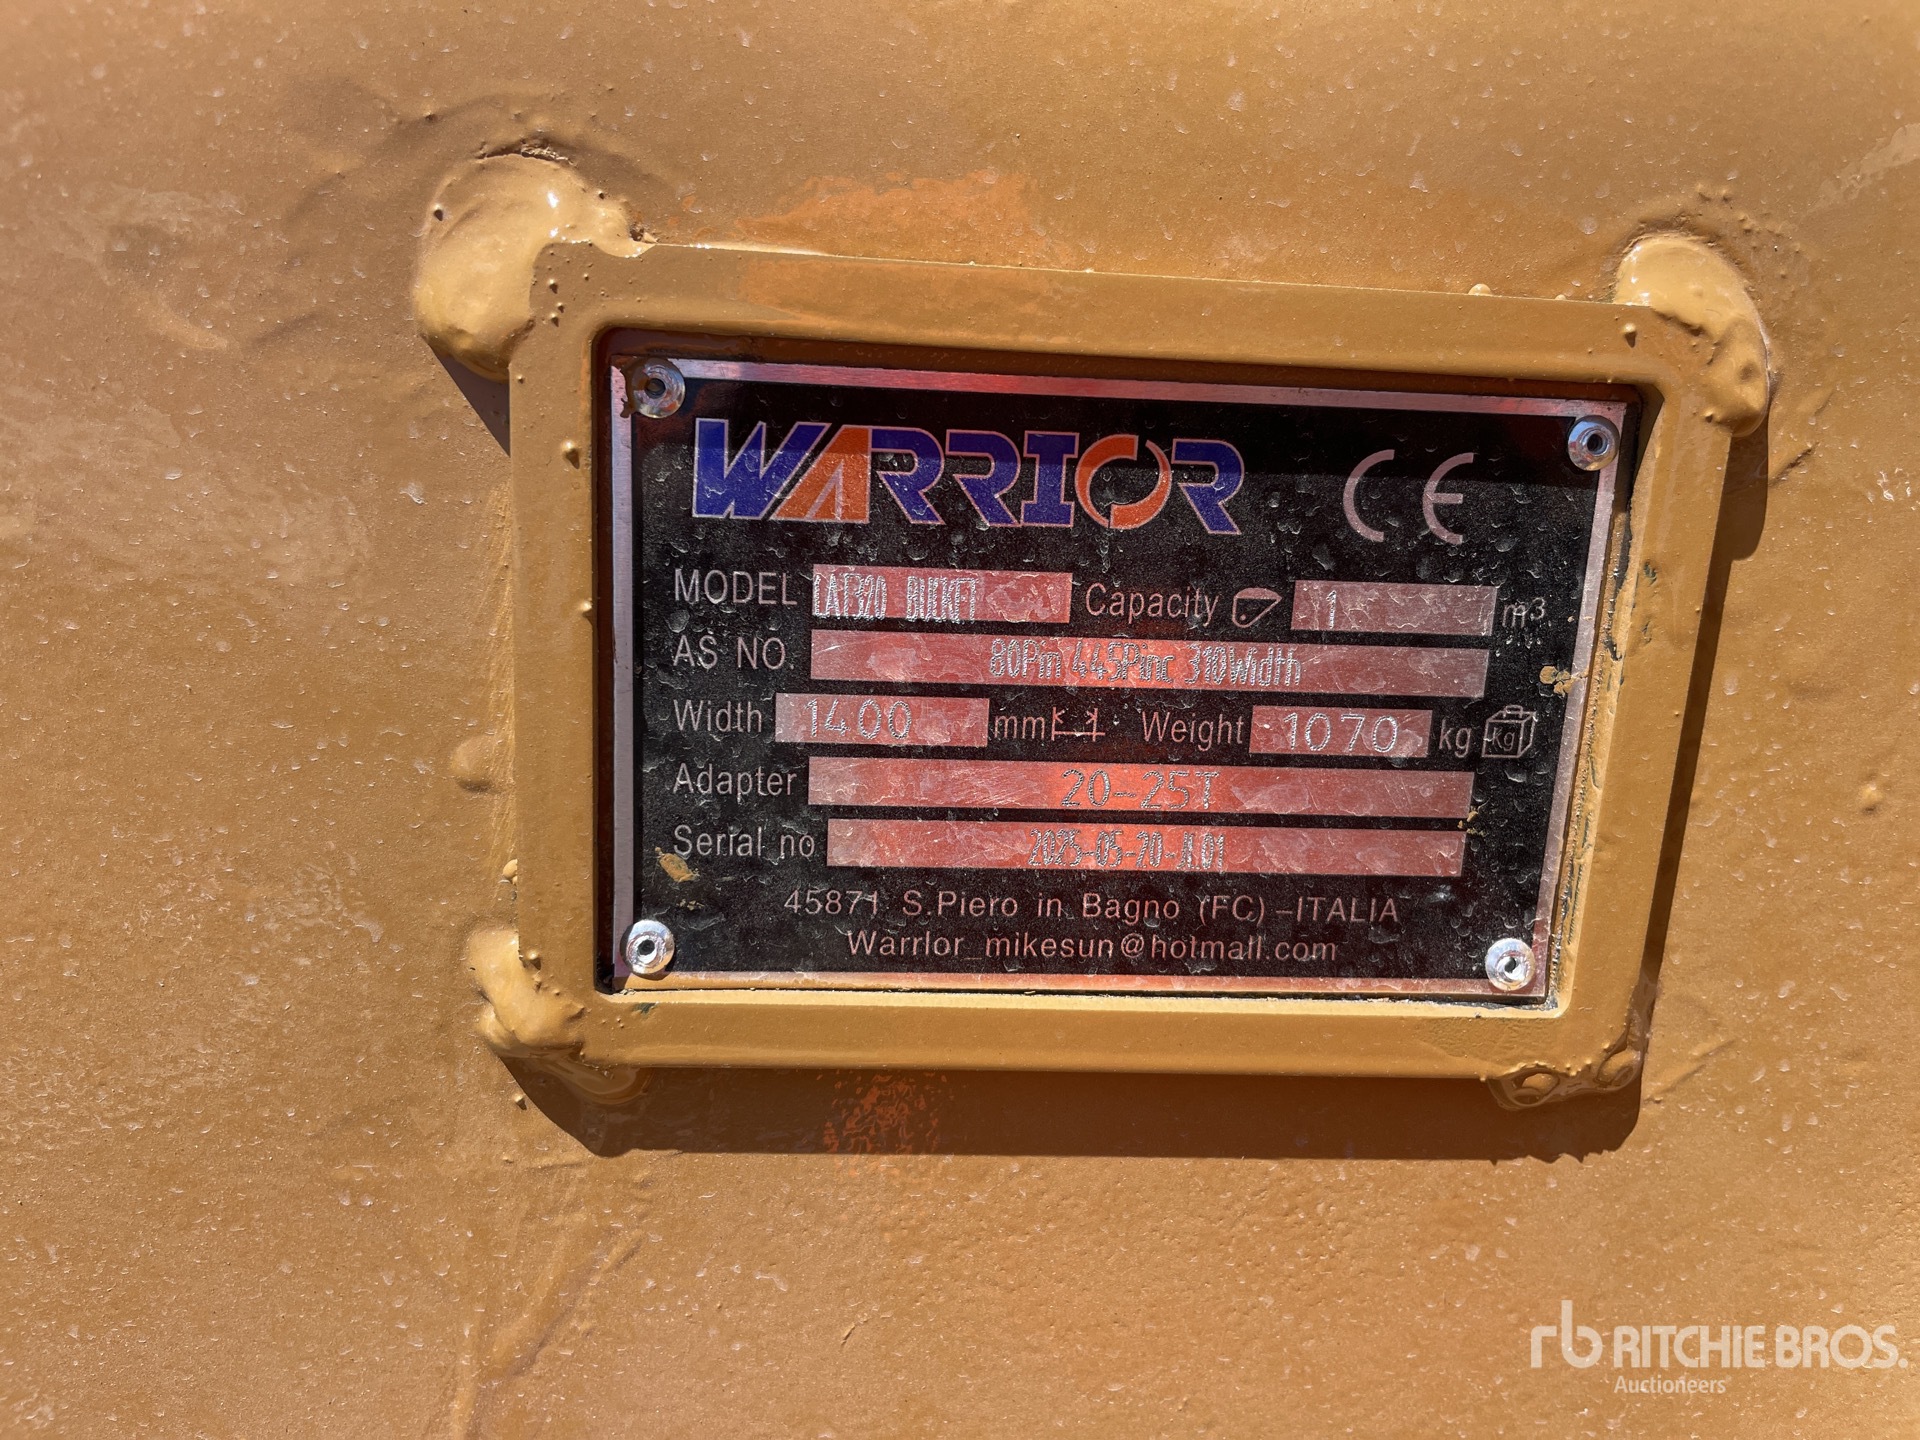 WARRIOR CE
MODEL CAT320 BUCKET Capacity 1 m3
AS NO. 80Pin 445Pinc 310Width
Width 1400 mm Weight 1070 kg kg
Adapter 20-25T
Serial no 2025-05-20-JL01
45871 S.Piero in Bagno (FC)-ITALIA
Warrlor_mikesun@hotmall.com
rb RITCHIE BROS.
Auctioneers